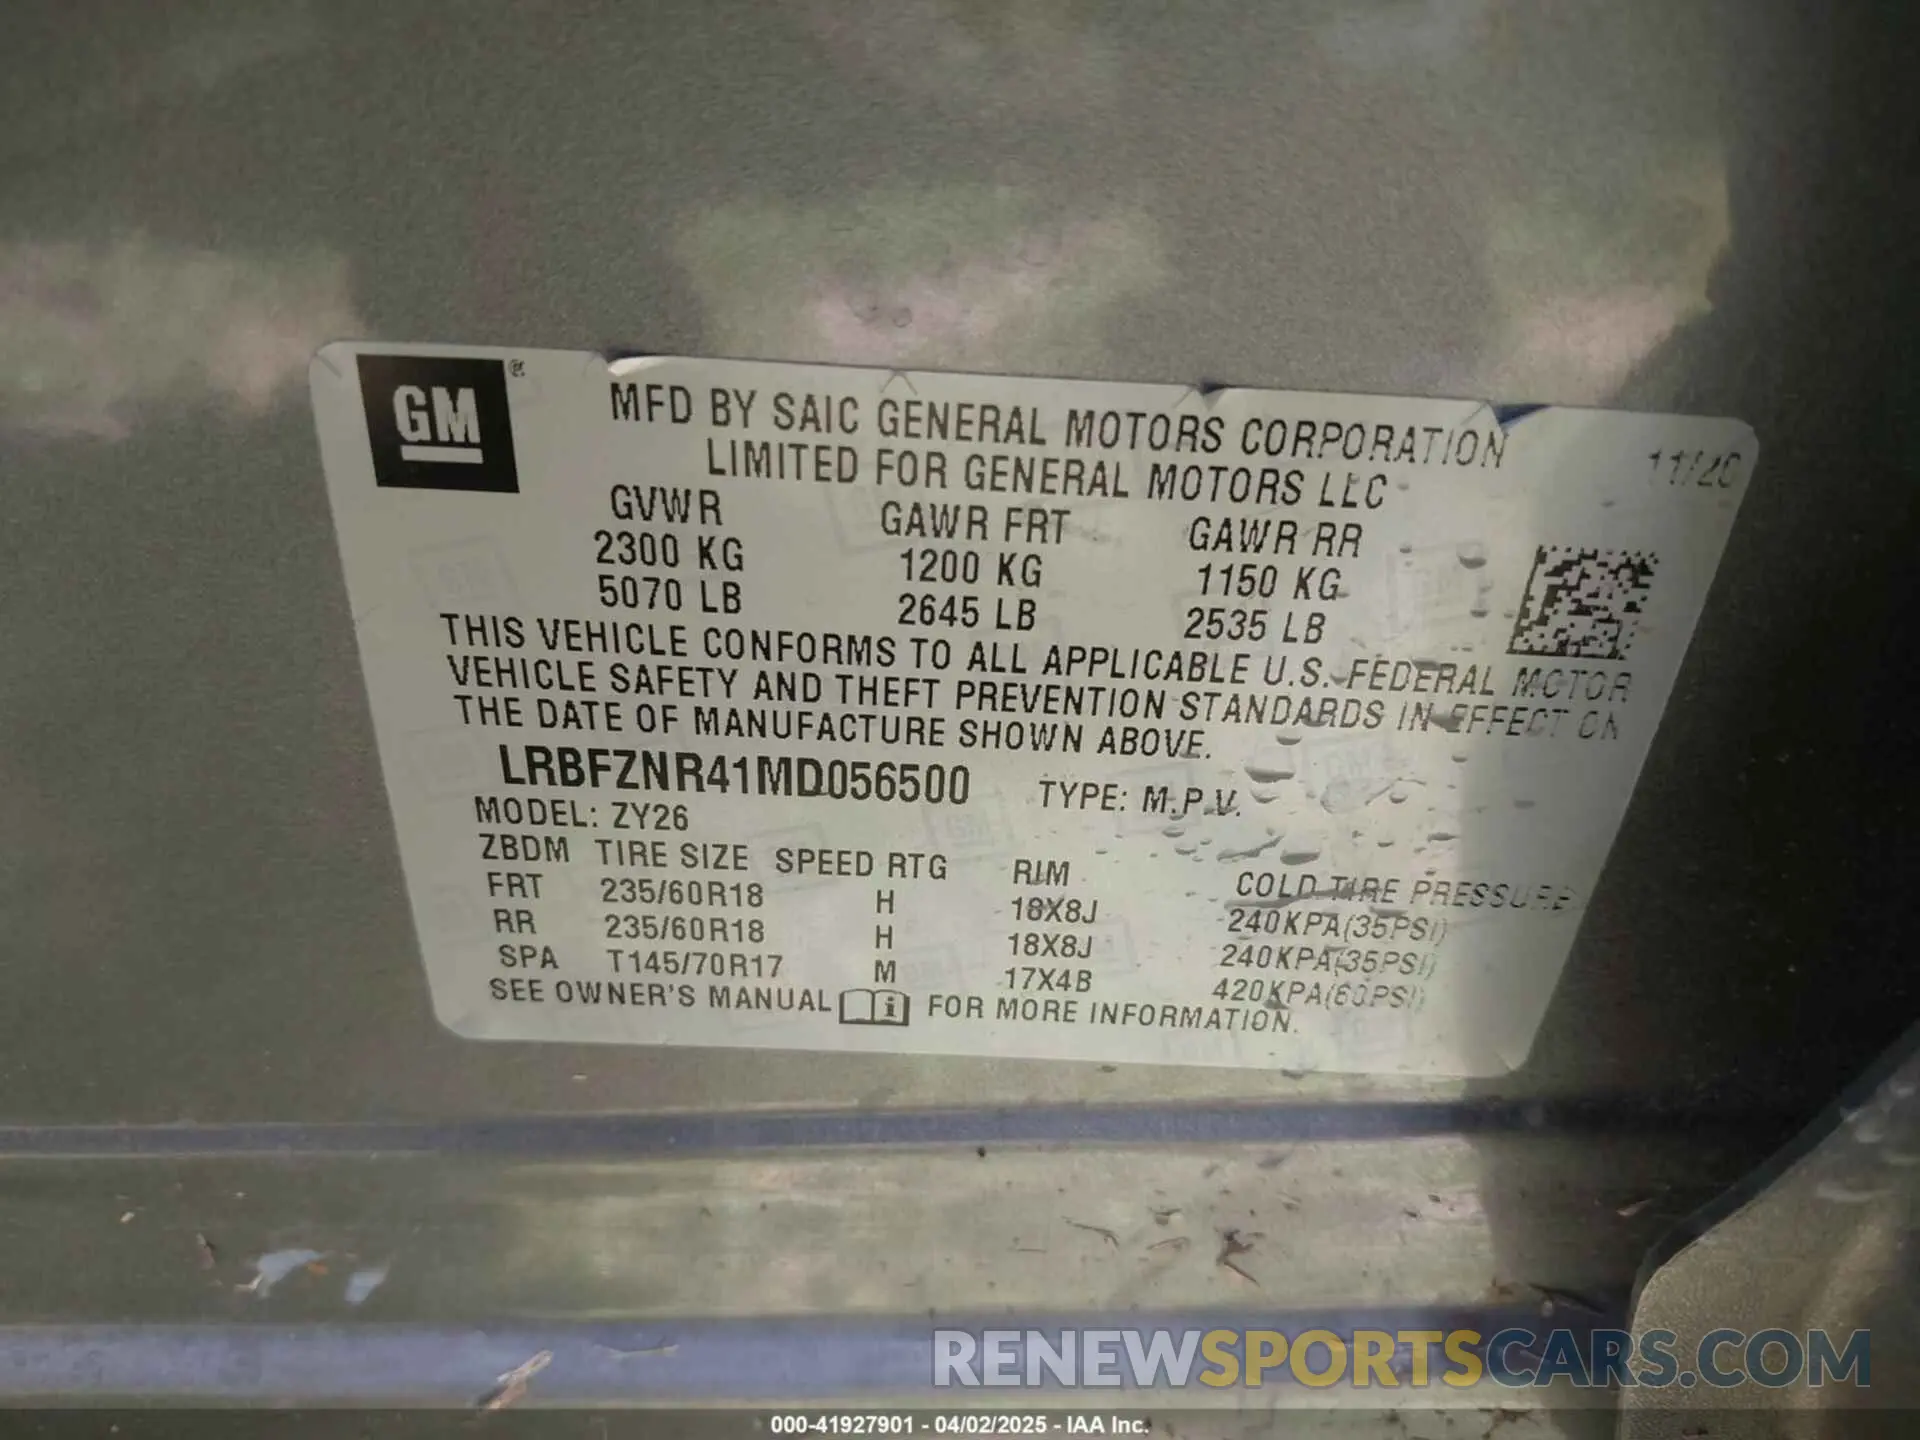 GM ®
MFD BY SAIC GENERAL MOTORS CORPORATION
LIMITED FOR GENERAL MOTORS LLC
11/20
GVWR GAWR FRT GAWR RR
2300 KG 1200 KG 1150 KG
5070 LB 2645 LB 2535 LB
THIS VEHICLE CONFORMS TO ALL APPLICABLE U.S. FEDERAL MOTOR
VEHICLE SAFETY AND THEFT PREVENTION STANDARDS IN EFFECT ON
THE DATE OF MANUFACTURE SHOWN ABOVE.
LRBFZNR41MD056500 TYPE: M.P.V.
MODEL: ZY26
ZBDM TIRE SIZE SPEED RTG RIM COLD TIRE PRESSURE
FRT 235/60R18 H 18X8J 240KPA(35PSI)
RR 235/60R18 H 18X8J 240KPA(35PSI)
SPA T145/70R17 M 17X4B 420KPA(60PSI)
SEE OWNER'S MANUAL i FOR MORE INFORMATION.
RENEWSPORTSCARS.COM
000-41927901 - 04/02/2025 - IAA Inc.